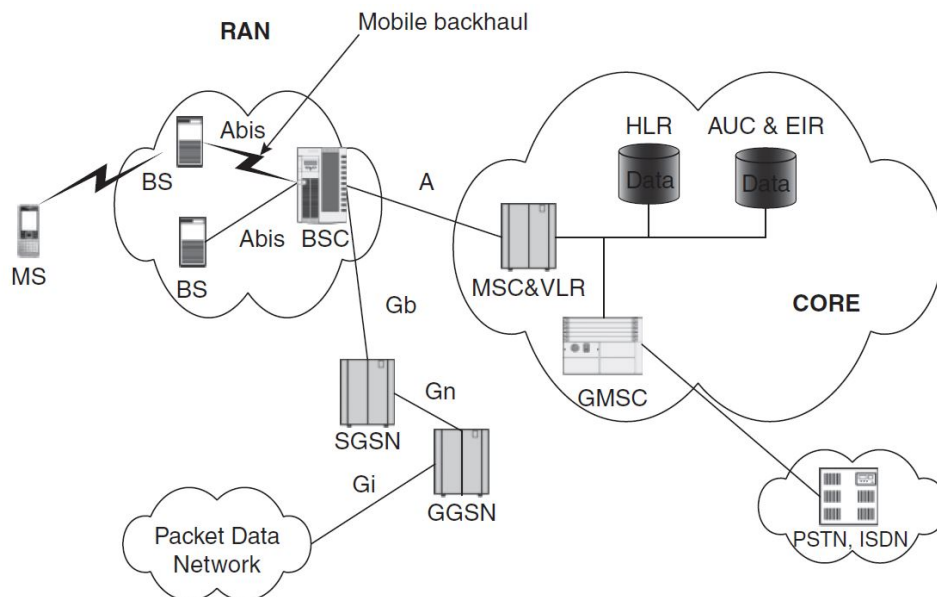 Mobile backhaul
RAN
HLR
AUC & EIR
Abis
Data
Data
BS
A
Abis
BSC
MS
BS
MSC&VLR
CORE
Gb
GMSC
Gn
SGSN
Gi
GGSN
Packet Data
Network
PSTN, ISDN